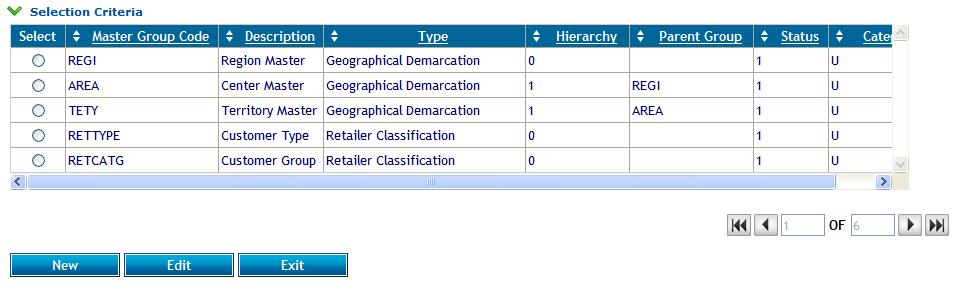 Selection Criteria
Select Master Group Code Description Type Hierarchy Parent Group Status
REGI Region Master Geographical Demarcation 0 1 U
AREA Center Master Geographical Demarcation 1 REGI 1 U
TETY Territory Master Geographical Demarcation 1 AREA 1 U
RETTYPE Customer Type Retailer Classification 0 1 U
RETCATG Customer Group Retailer Classification 0 1 U
1 OF 6
New Edit Exit